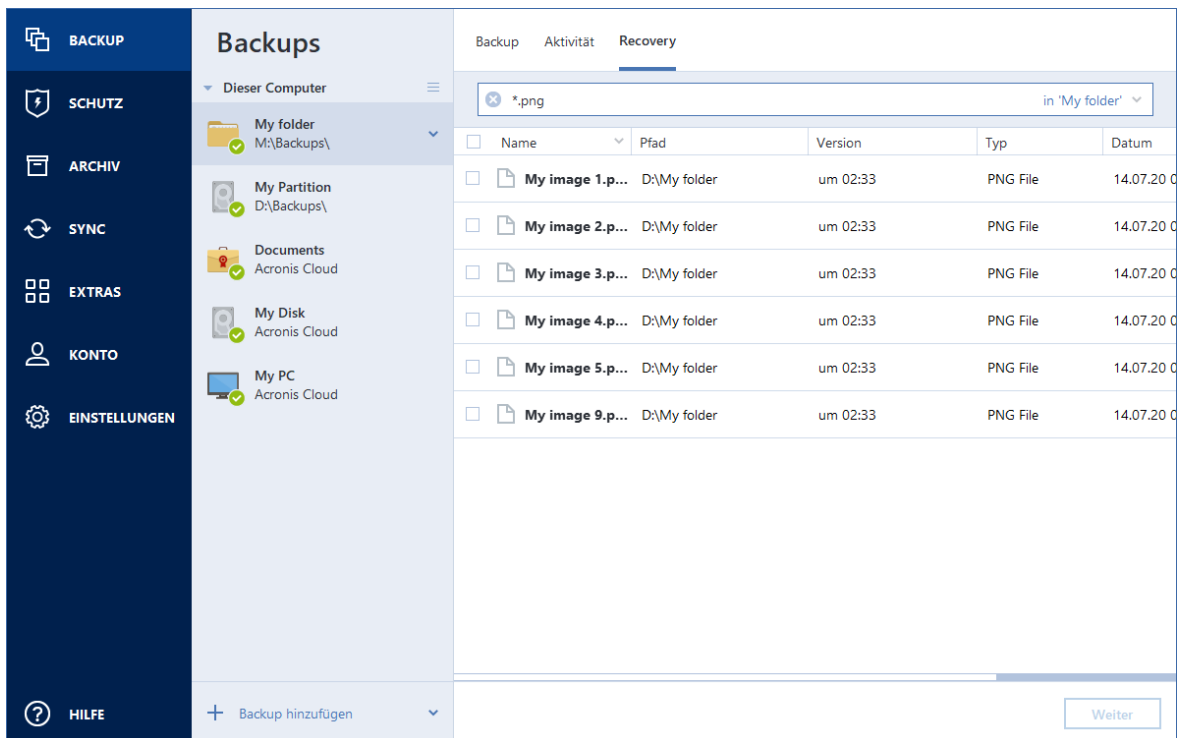 BACKUP
SCHUTZ
ARCHIV
SYNC
EXTRAS
KONTO
EINSTELLUNGEN
HILFE
Backups
Dieser Computer
My folder
M:\Backups\
My Partition
D:\Backups\
Documents
Acronis Cloud
My Disk
Acronis Cloud
My PC
Acronis Cloud
Backup hinzufügen
Backup Aktivität Recovery
*.png in 'My folder'
Name Pfad Version Typ Datum
My image 1.p... D:\My folder um 02:33 PNG File 14.07.20 0
My image 2.p... D:\My folder um 02:33 PNG File 14.07.20 0
My image 3.p... D:\My folder um 02:33 PNG File 14.07.20 0
My image 4.p... D:\My folder um 02:33 PNG File 14.07.20 0
My image 5.p... D:\My folder um 02:33 PNG File 14.07.20 0
My image 9.p... D:\My folder um 02:33 PNG File 14.07.20 0
Weiter